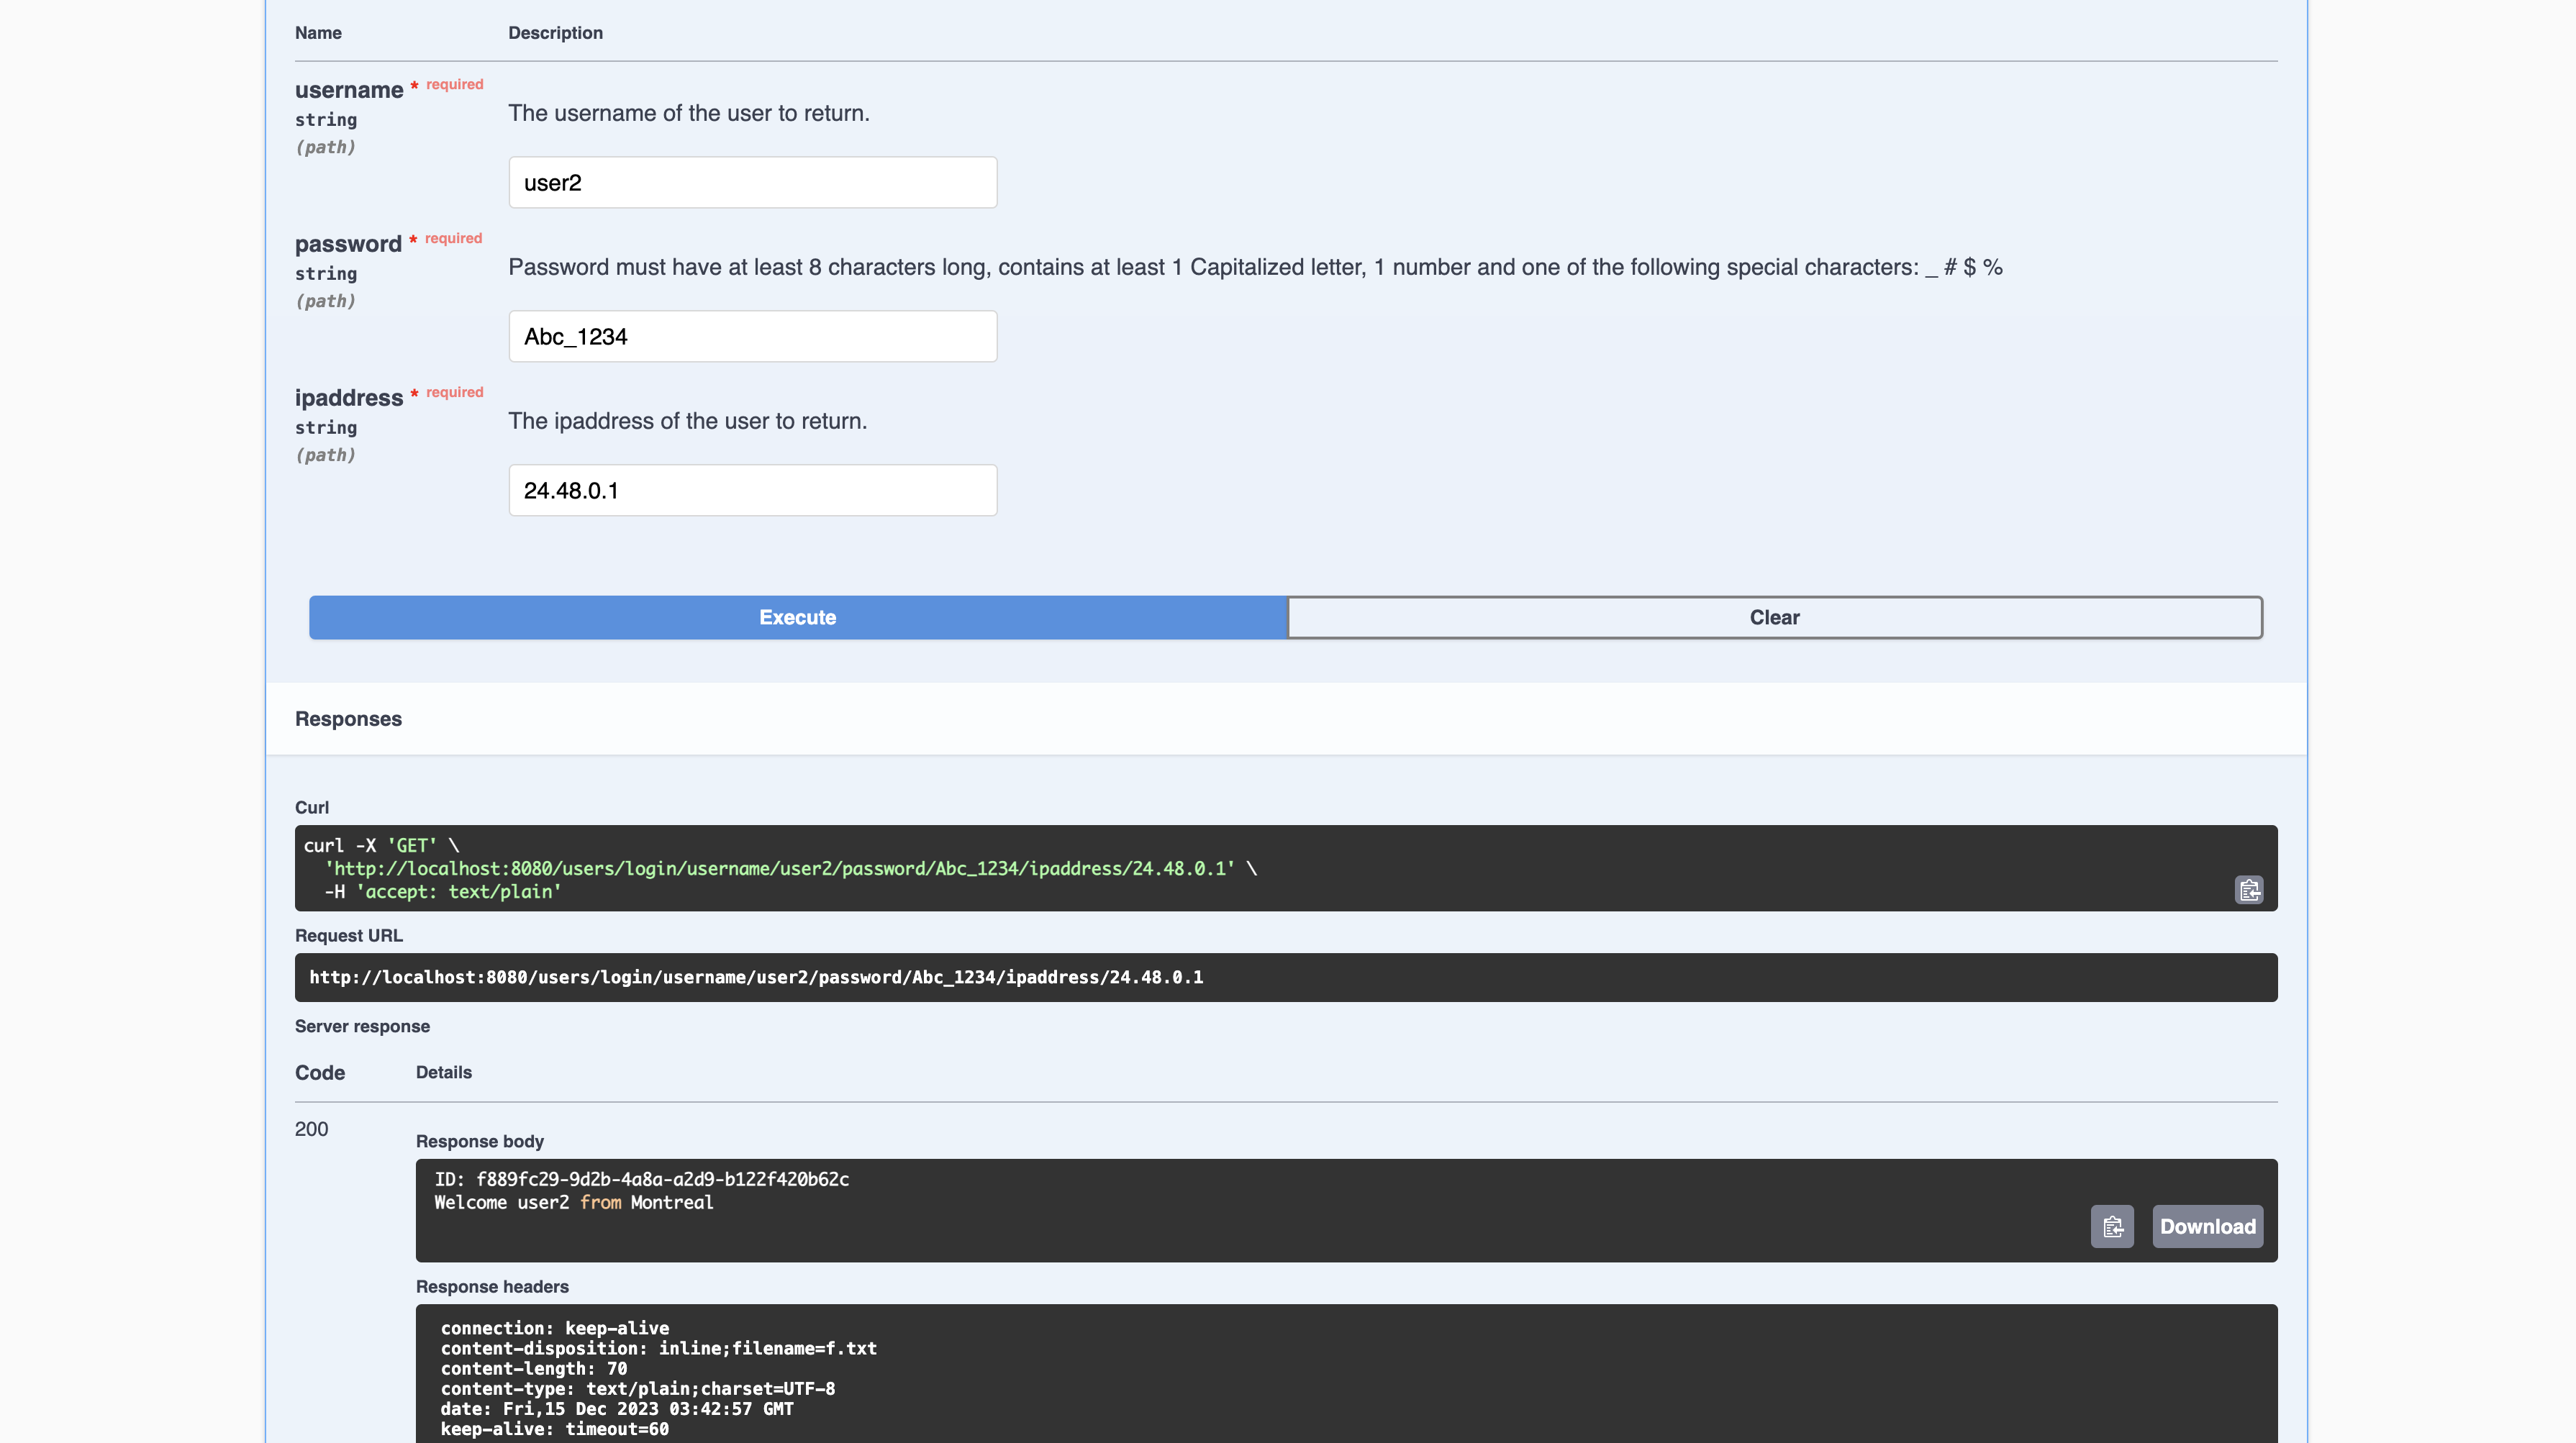 Name Description
username * required
string
(path)
The username of the user to return.
user2
password * required
string
(path)
Password must have at least 8 characters long, contains at least 1 Capitalized letter, 1 number and one of the following special characters: _ # $ %
Abc_1234
ipaddress * required
string
(path)
The ipaddress of the user to return.
24.48.0.1
Execute Clear
Responses
Curl
curl -X 'GET' \
'http://localhost:8080/users/login/username/user2/password/Abc_1234/ipaddress/24.48.0.1' \
-H 'accept: text/plain'
Request URL
http://localhost:8080/users/login/username/user2/password/Abc_1234/ipaddress/24.48.0.1
Server response
Code Details
200
Response body
ID: f889fc29-9d2b-4a8a-a2d9-b122f420b62c
Welcome user2 from Montreal
Download
Response headers
connection: keep-alive
content-disposition: inline;filename=f.txt
content-length: 70
content-type: text/plain;charset=UTF-8
date: Fri,15 Dec 2023 03:42:57 GMT
keep-alive: timeout=60